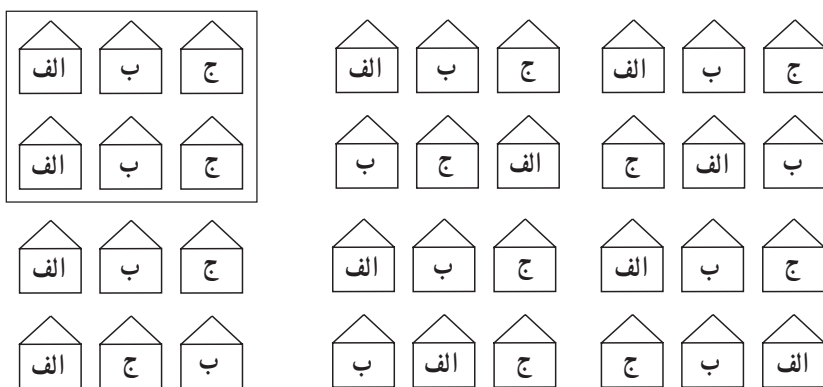 ج ب الف ج ب الف ج ب الف
ب الف ج الف ج ب ج ب الف
ج ب الف ج ب الف ج ب الف
الف ب ج ج الف ب ب ج الف